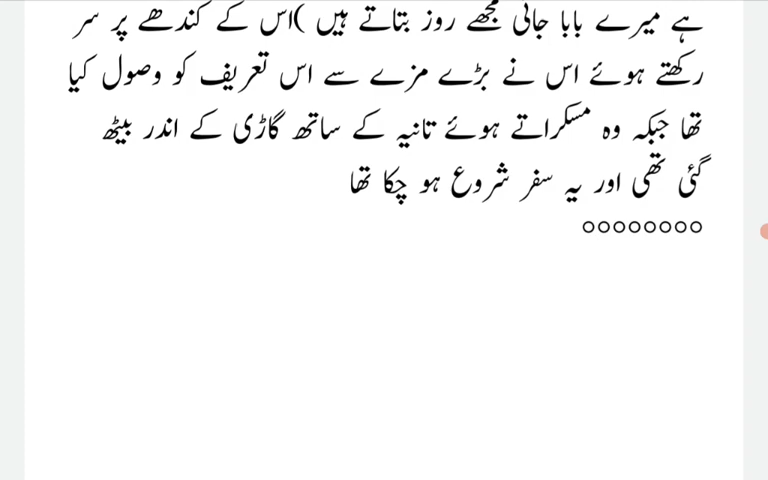 ہے میرے بابا جانی مجھے روز بتاتے ہیں )اس کے کندھے پر سر
رکھتے ہوئے اس نے بڑے مزے سے اس تعریف کو وصول کیا
تھا جبکہ وہ مسکراتے ہوئے تانیہ کے ساتھ گاڑی کے اندر بیٹھ
گئی تھی اور یہ سفر شروع ہو چکا تھا
○○○○○○○○